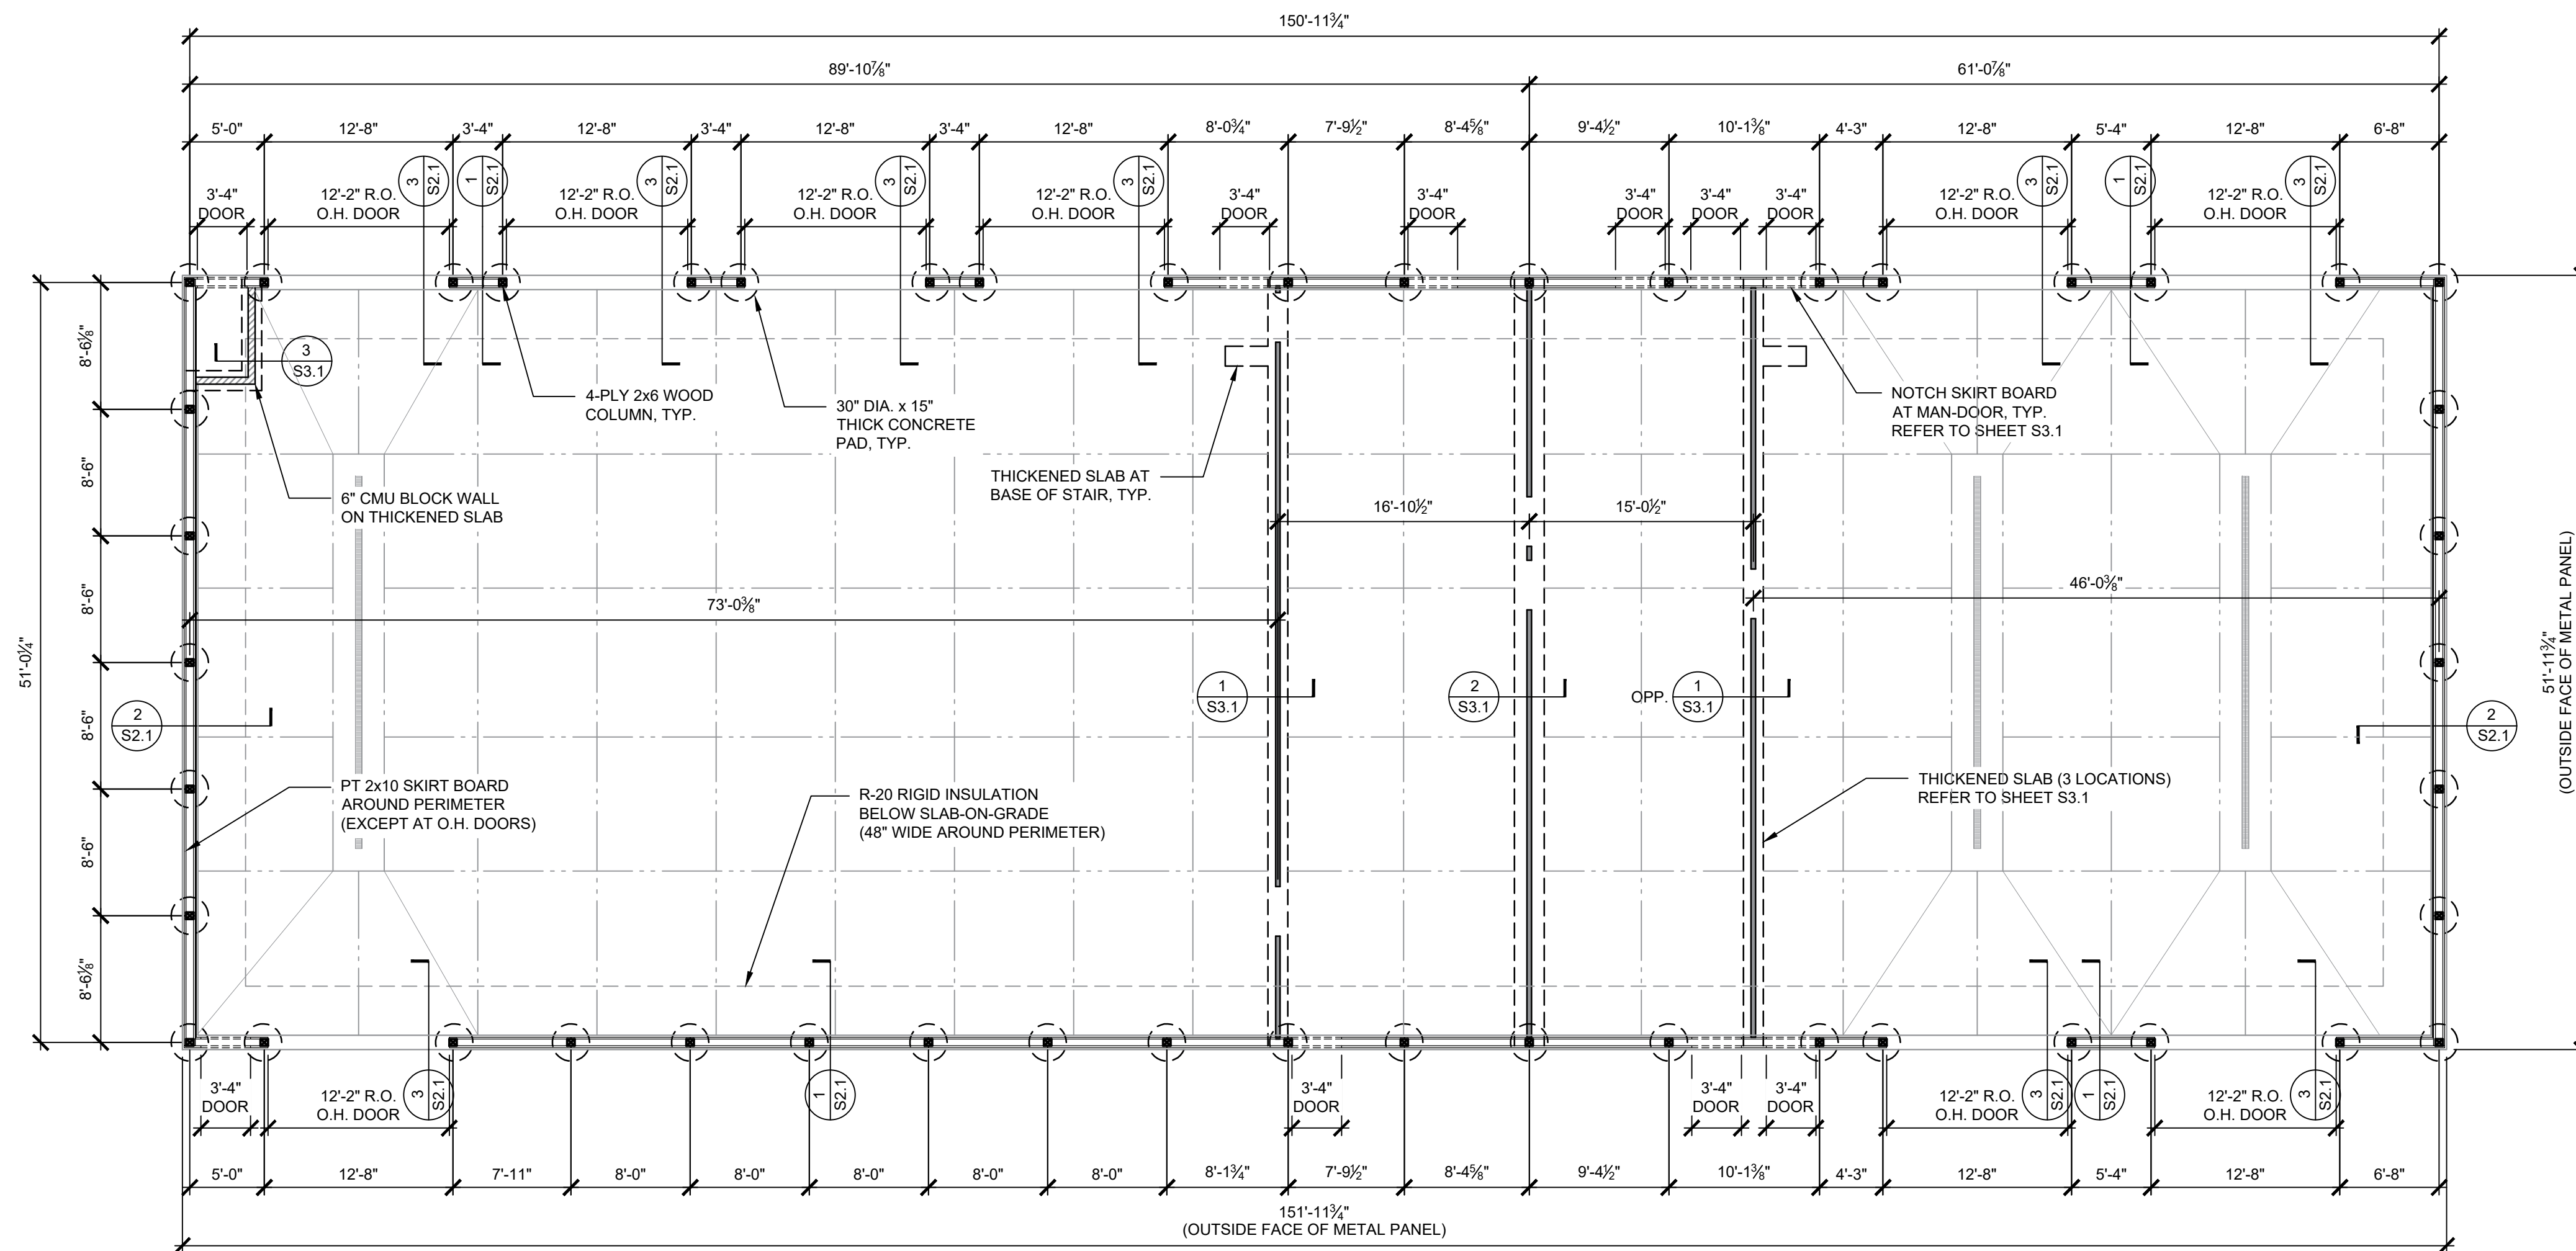 150'-11¾"
89'-10⅞"
61'-0⅞"
5'-0"
12'-8"
3'-4"
12'-8"
3'-4"
12'-8"
3'-4"
12'-8"
8'-0¾"
7'-9½"
8'-4⅝"
9'-4½"
10'-1⅜"
4'-3"
12'-8"
5'-4"
12'-8"
6'-8"
3'-4"
DOOR
12'-2" R.O.
O.H. DOOR
3
S2.1
1
S2.1
12'-2" R.O.
O.H. DOOR
3
S2.1
12'-2" R.O.
O.H. DOOR
3
S2.1
12'-2" R.O.
O.H. DOOR
3
S2.1
3'-4"
DOOR
3'-4"
DOOR
3'-4"
DOOR
3'-4"
DOOR
3'-4"
DOOR
12'-2" R.O.
O.H. DOOR
3
S2.1
1
S2.1
12'-2" R.O.
O.H. DOOR
3
S2.1
8'-6⅛"
8'-6"
8'-6"
8'-6"
8'-6"
8'-6⅛"
51'-0¼"
3
S3.1
4-PLY 2x6 WOOD
COLUMN, TYP.
30" DIA. x 15"
THICK CONCRETE
PAD, TYP.
NOTCH SKIRT BOARD
AT MAN-DOOR, TYP.
REFER TO SHEET S3.1
THICKENED SLAB AT
BASE OF STAIR, TYP.
6" CMU BLOCK WALL
ON THICKENED SLAB
16'-10½"
15'-0½"
73'-0⅜"
46'-0⅜"
51'-11¾"
(OUTSIDE FACE OF METAL PANEL)
2
S2.1
1
S3.1
2
S3.1
OPP.
1
S3.1
2
S2.1
PT 2x10 SKIRT BOARD
AROUND PERIMETER
(EXCEPT AT O.H. DOORS)
R-20 RIGID INSULATION
BELOW SLAB-ON-GRADE
(48" WIDE AROUND PERIMETER)
THICKENED SLAB (3 LOCATIONS)
REFER TO SHEET S3.1
3'-4"
DOOR
12'-2" R.O.
O.H. DOOR
3
S2.1
1
S2.1
3'-4"
DOOR
3'-4"
DOOR
3'-4"
DOOR
12'-2" R.O.
O.H. DOOR
3
S2.1
1
S2.1
12'-2" R.O.
O.H. DOOR
3
S2.1
5'-0"
12'-8"
7'-11"
8'-0"
8'-0"
8'-0"
8'-0"
8'-0"
8'-1¾"
7'-9½"
8'-4⅝"
9'-4½"
10'-1⅜"
4'-3"
12'-8"
5'-4"
12'-8"
6'-8"
151'-11¾"
(OUTSIDE FACE OF METAL PANEL)